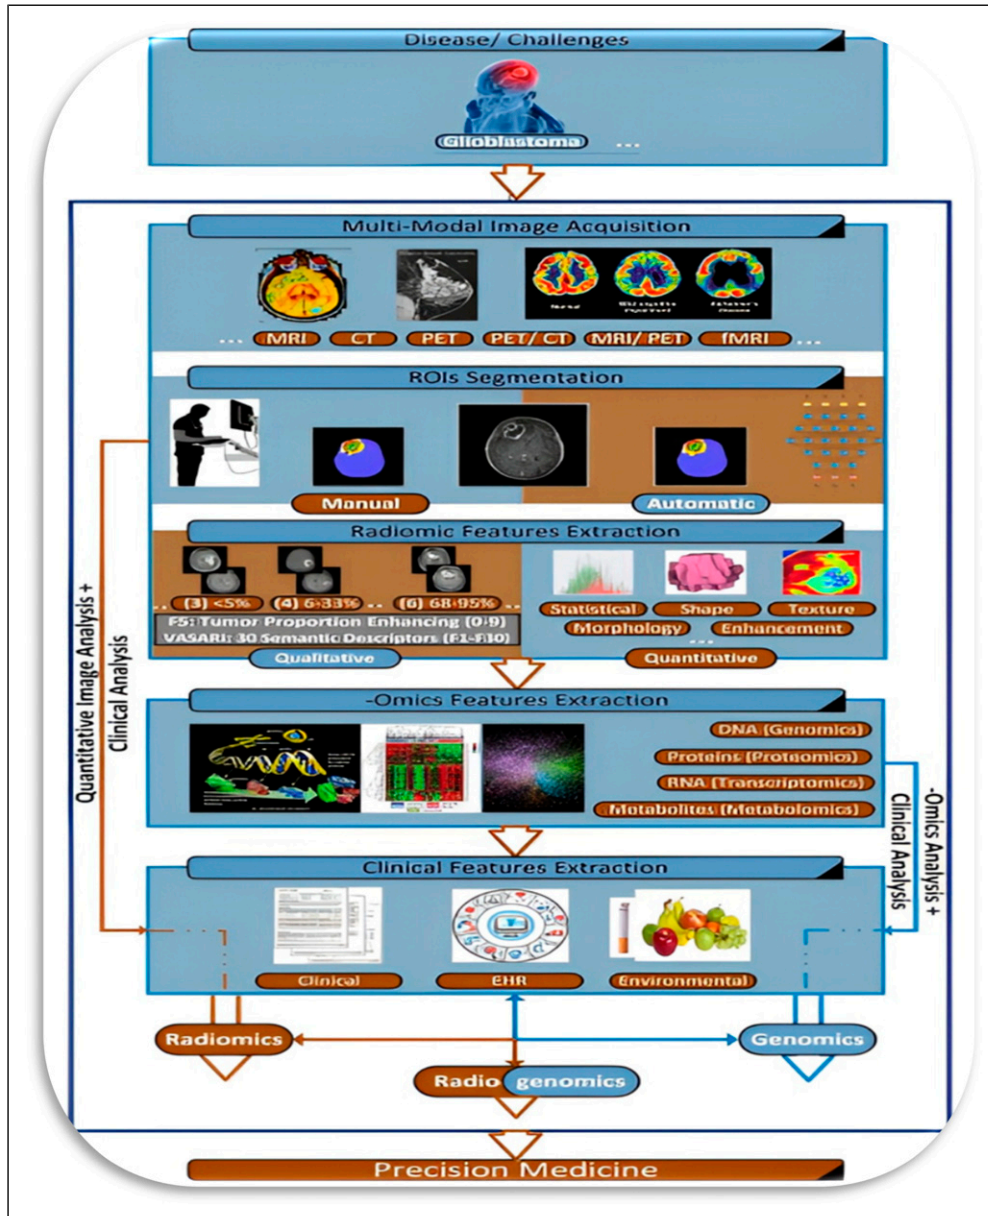 Disease/ Challenges
Glioblastoma ...
Multi-Modal Image Acquisition
... MRI CT PET PET/ CT MRI/ PET fMRI ...
ROIs Segmentation
Manual Automatic
Radiomic Features Extraction
... (3) <5% (4) 6-33% ... (6) 68-95%
F5: Tumor Proportion Enhancing (0-9)
VASARI: 30 Semantic Descriptors (F1-F30)
Qualitative
Statistical Shape Texture
Morphology Enhancement
...
Quantitative
-Omics Features Extraction
DNA (Genomics)
Proteins (Proteomics)
RNA (Transcriptomics)
Metabolites (Metabolomics)
Clinical Features Extraction
Clinical EHR Environmental
Quantitative Image Analysis +
Clinical Analysis
-Omics Analysis +
Clinical Analysis
Radiomics
Genomics
Radio genomics
Precision Medicine